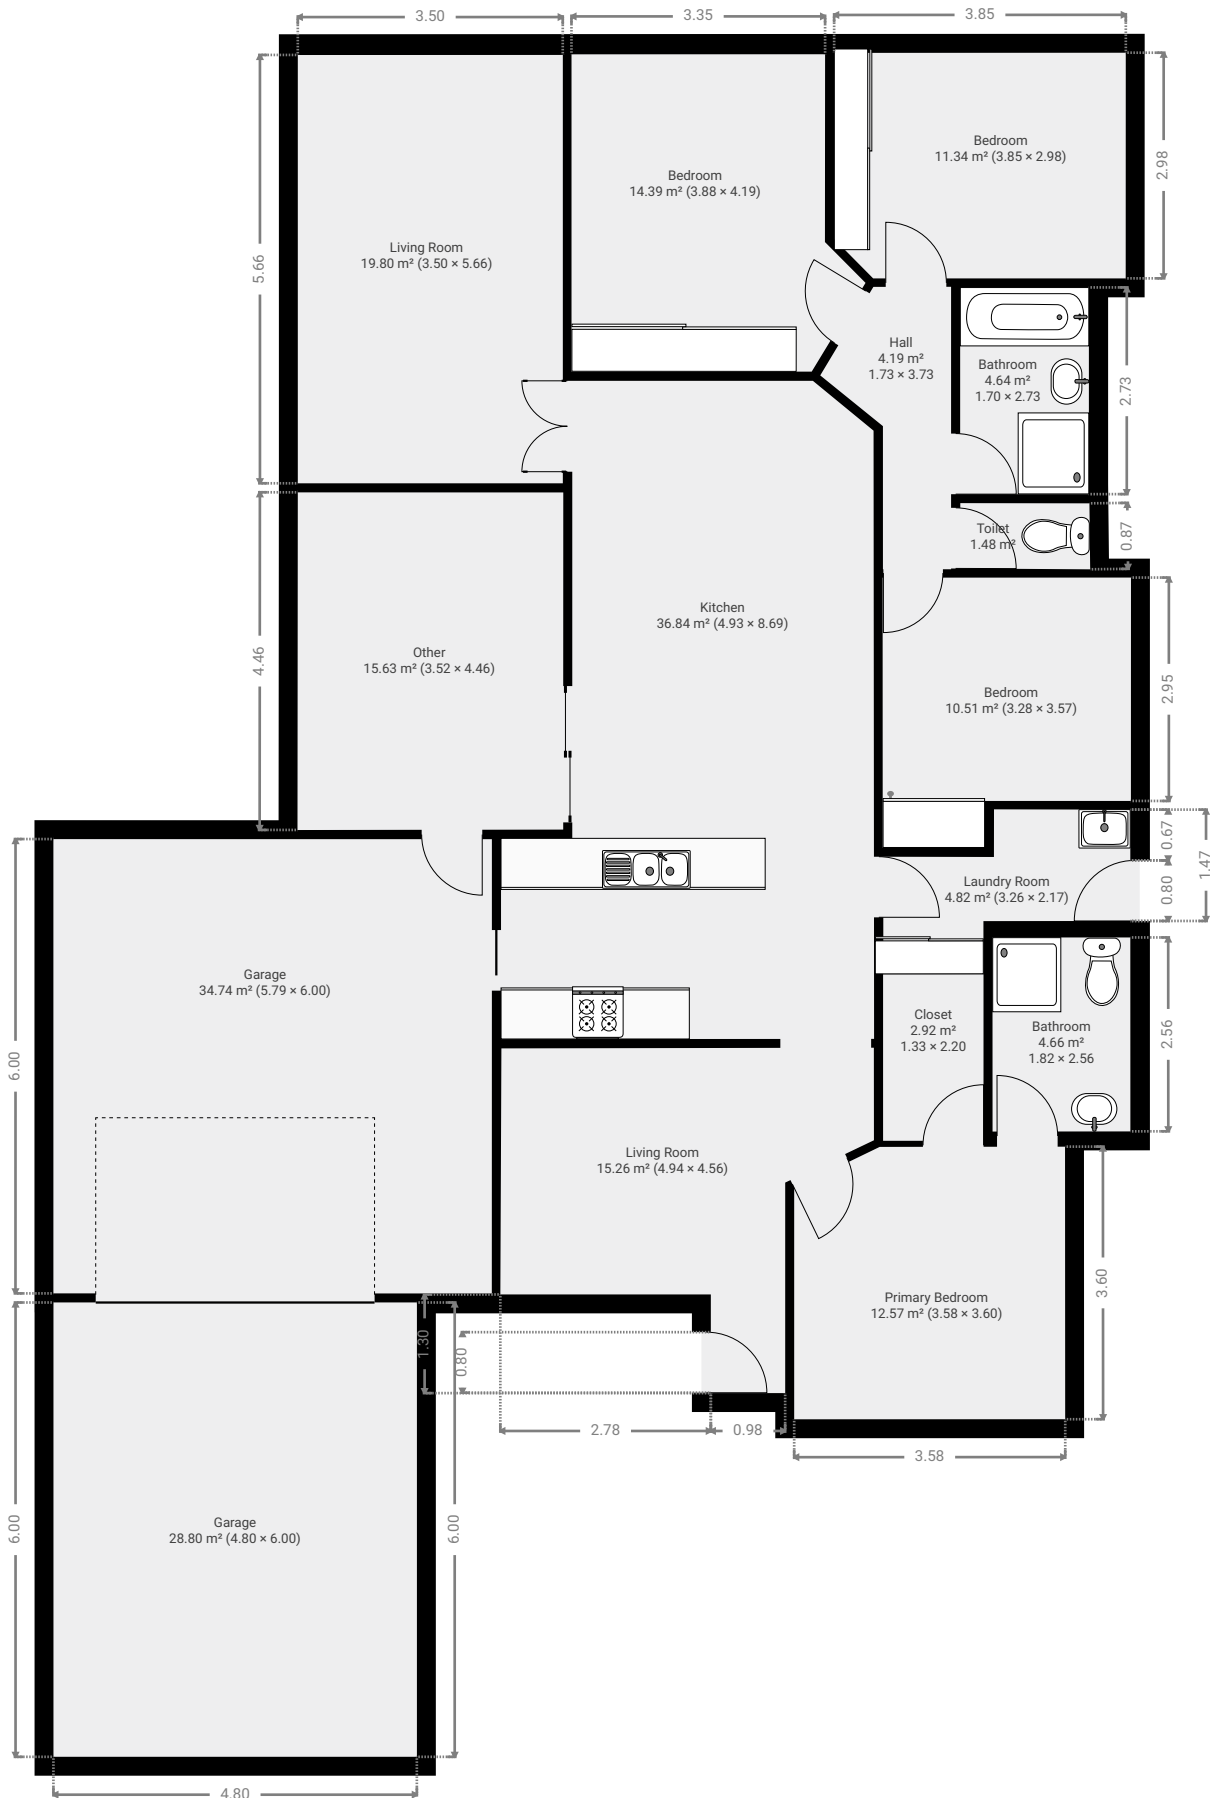 3.50
3.35
3.85
Bedroom
11.34 m² (3.85 × 2.98)
2.98
Bedroom
14.39 m² (3.88 × 4.19)
Living Room
19.80 m² (3.50 × 5.66)
5.66
Hall
4.19 m²
1.73 × 3.73
Bathroom
4.64 m²
1.70 × 2.73
2.73
Toilet
1.48 m²
0.87
Kitchen
36.84 m² (4.93 × 8.69)
Other
15.63 m² (3.52 × 4.46)
4.46
Bedroom
10.51 m² (3.28 × 3.57)
2.95
0.67
1.47
0.80
Laundry Room
4.82 m² (3.26 × 2.17)
Garage
34.74 m² (5.79 × 6.00)
6.00
Closet
2.92 m²
1.33 × 2.20
Bathroom
4.66 m²
1.82 × 2.56
2.56
Living Room
15.26 m² (4.94 × 4.56)
Primary Bedroom
12.57 m² (3.58 × 3.60)
3.60
1.30
0.80
2.78
0.98
3.58
Garage
28.80 m² (4.80 × 6.00)
6.00
6.00
4.80